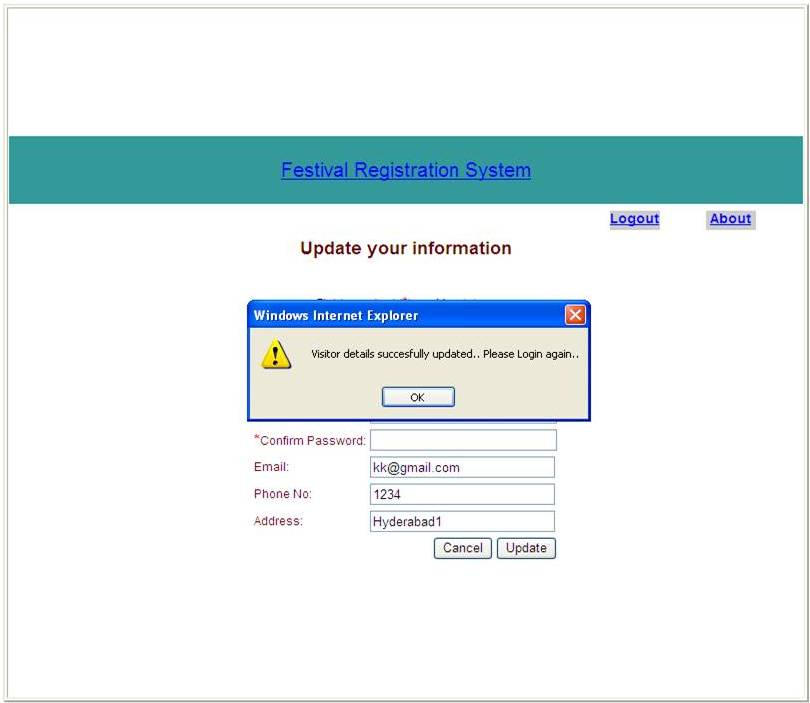 Festival Registration System
Logout About
Update your information
Windows Internet Explorer
Visitor details succesfully updated.. Please Login again..
OK
*Confirm Password:
Email: kk@gmail.com
Phone No: 1234
Address: Hyderabad1
Cancel Update